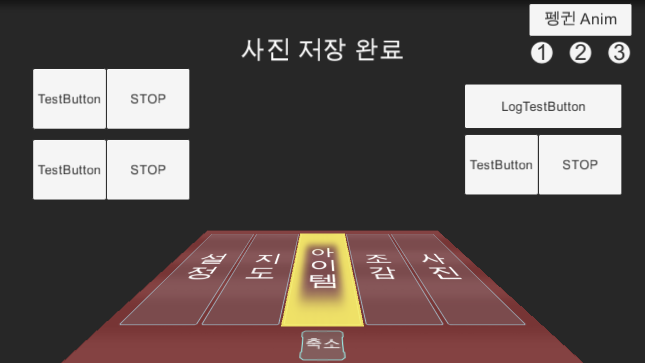 펭귄 Anim
1 2 3
사진 저장 완료
TestButton STOP
LogTestButton
TestButton STOP
TestButton STOP
설정 지도 아이템 조감 사진
축소